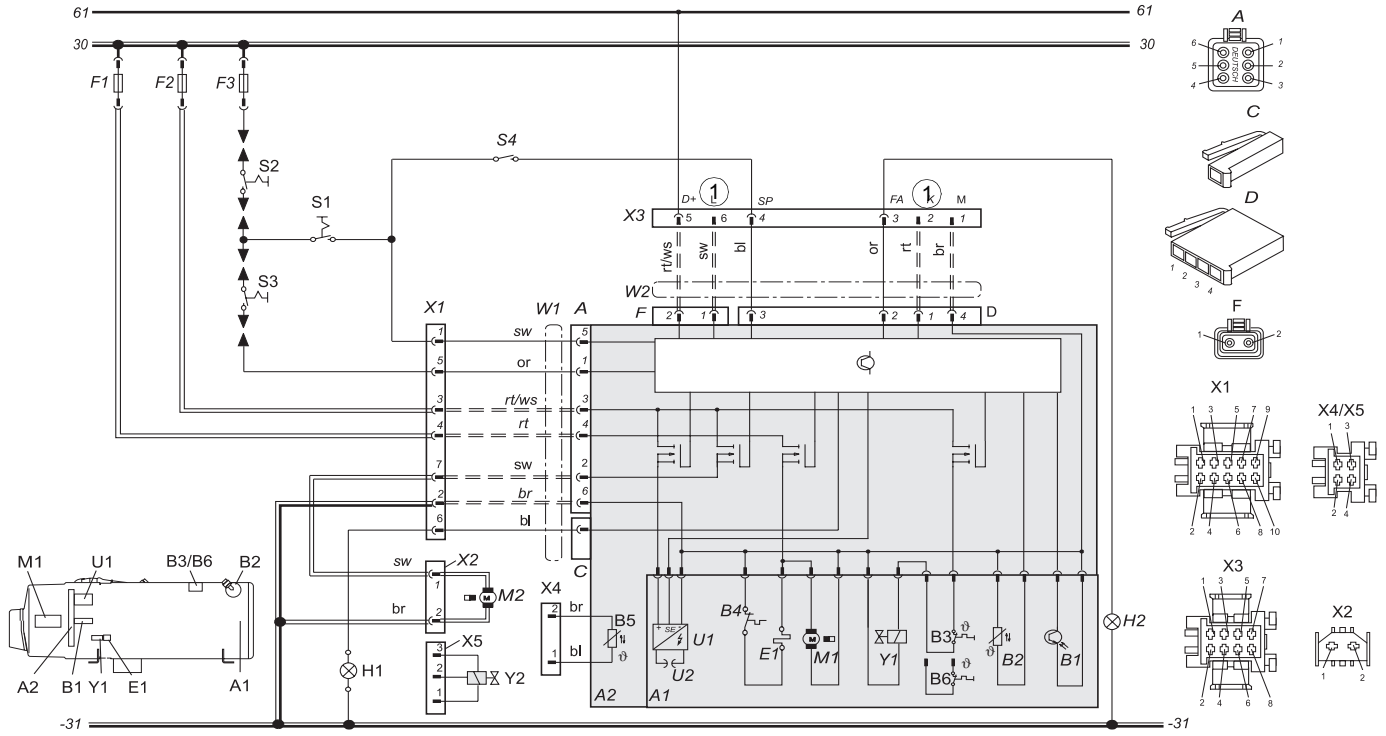 61 61
30 30
F1 F2 F3
S2
S1
S3
S4
D+ L SP FA K M
1 1
X3 5 6 4 3 2 1
rt/ws sw bl or rt br
W2
F 2 1 3 2 1 4 D
X1 W1 A
1 sw 5
5 or 1
3 rt/ws 3
4 rt 4
7 sw 2
2 br 6
6 bl
C
sw X2
1
M M2
br 2
X5
3
2 Y2
1
H1
X4
2 br
B5
ϑ
1 bl
A2 A1
+ SE - U1
U2
B4
E1
M M1
Y1
B3 ϑ
B6 ϑ
B2 ϑ
B1
H2
-31 -31
M1 U1 B3/B6 B2
A2 B1 Y1 E1 A1
A
6 1
5 DEUTSCH 2
4 3
C
D
1 2 3 4
F
1 2
X1
1 3 5 7 9
2 4 6 8 10
X4/X5
1 3
2 4
X3
1 3 5 7
2 4 6 8
X2
1 2